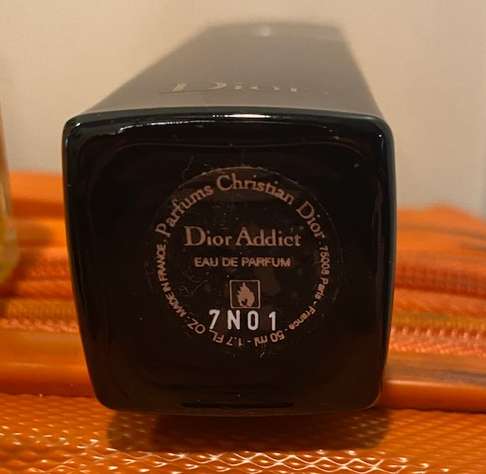 Dior
Parfums Christian Dior
75008 Paris - France - 50 ml - 1.7 FL. OZ. - MADE IN FRANCE
Dior Addict
EAU DE PARFUM
7N01